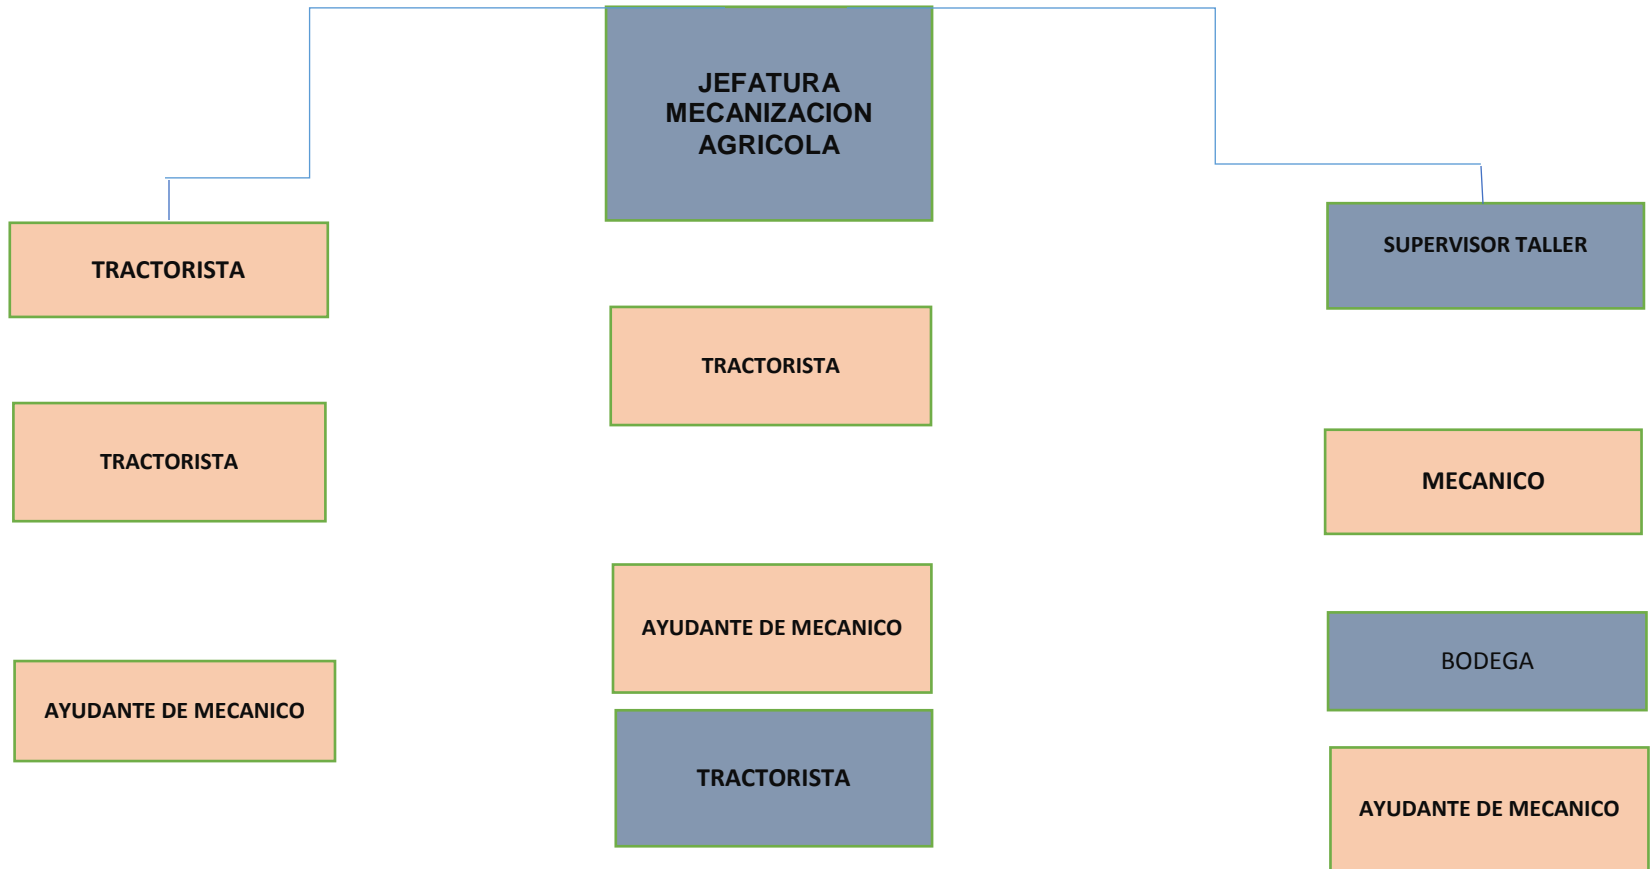 JEFATURA
MECANIZACION
AGRICOLA
TRACTORISTA
SUPERVISOR TALLER
TRACTORISTA
TRACTORISTA
MECANICO
AYUDANTE DE MECANICO
BODEGA
AYUDANTE DE MECANICO
TRACTORISTA
AYUDANTE DE MECANICO